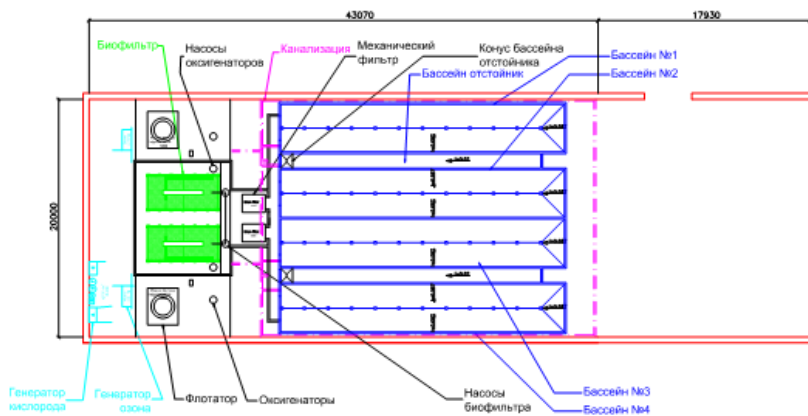 43070
17930
Биофильтр
Насосы
оксигенаторов
Канализация
Механический
фильтр
Конус бассейна
отстойника
Бассейн отстойник
Бассейн №1
Бассейн №2
20000
Генератор
кислорода
Генератор
озона
Флотатор
Оксигенаторы
Насосы
биофильтра
Бассейн №3
Бассейн №4